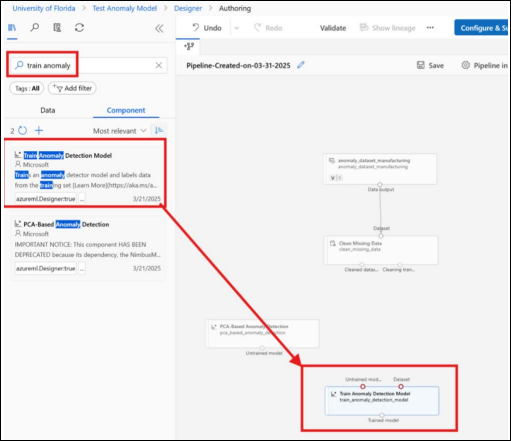 University of Florida > Test Anomaly Model > Designer > Authoring
Undo
Redo
Validate
Show lineage
...
Configure & Su
train anomaly
Tags : All
Add filter
Pipeline-Created-on-03-31-2025
Save
Pipeline in
Data
Component
2
Most relevant
Train Anomaly Detection Model
Microsoft
Trains an anomaly detector model and labels data
from the training set [Learn More](https://aka.ms/a...
azureml.Designer:true
...
3/21/2025
PCA-Based Anomaly Detection
Microsoft
IMPORTANT NOTICE: This component HAS BEEN
DEPRECATED because its dependency, the NimbusM...
azureml.Designer:true
...
3/21/2025
anomaly_dataset_manufacturing
anomaly_dataset_manufacturing
Data output
Dataset
Clean Missing Data
clean_missing_data
Cleaned datas...
Cleaning tran...
PCA-Based Anomaly Detection
pca_based_anomaly_detection
Untrained model
Untrained mod...
Dataset
Train Anomaly Detection Model
train_anomaly_detection_model
Trained model